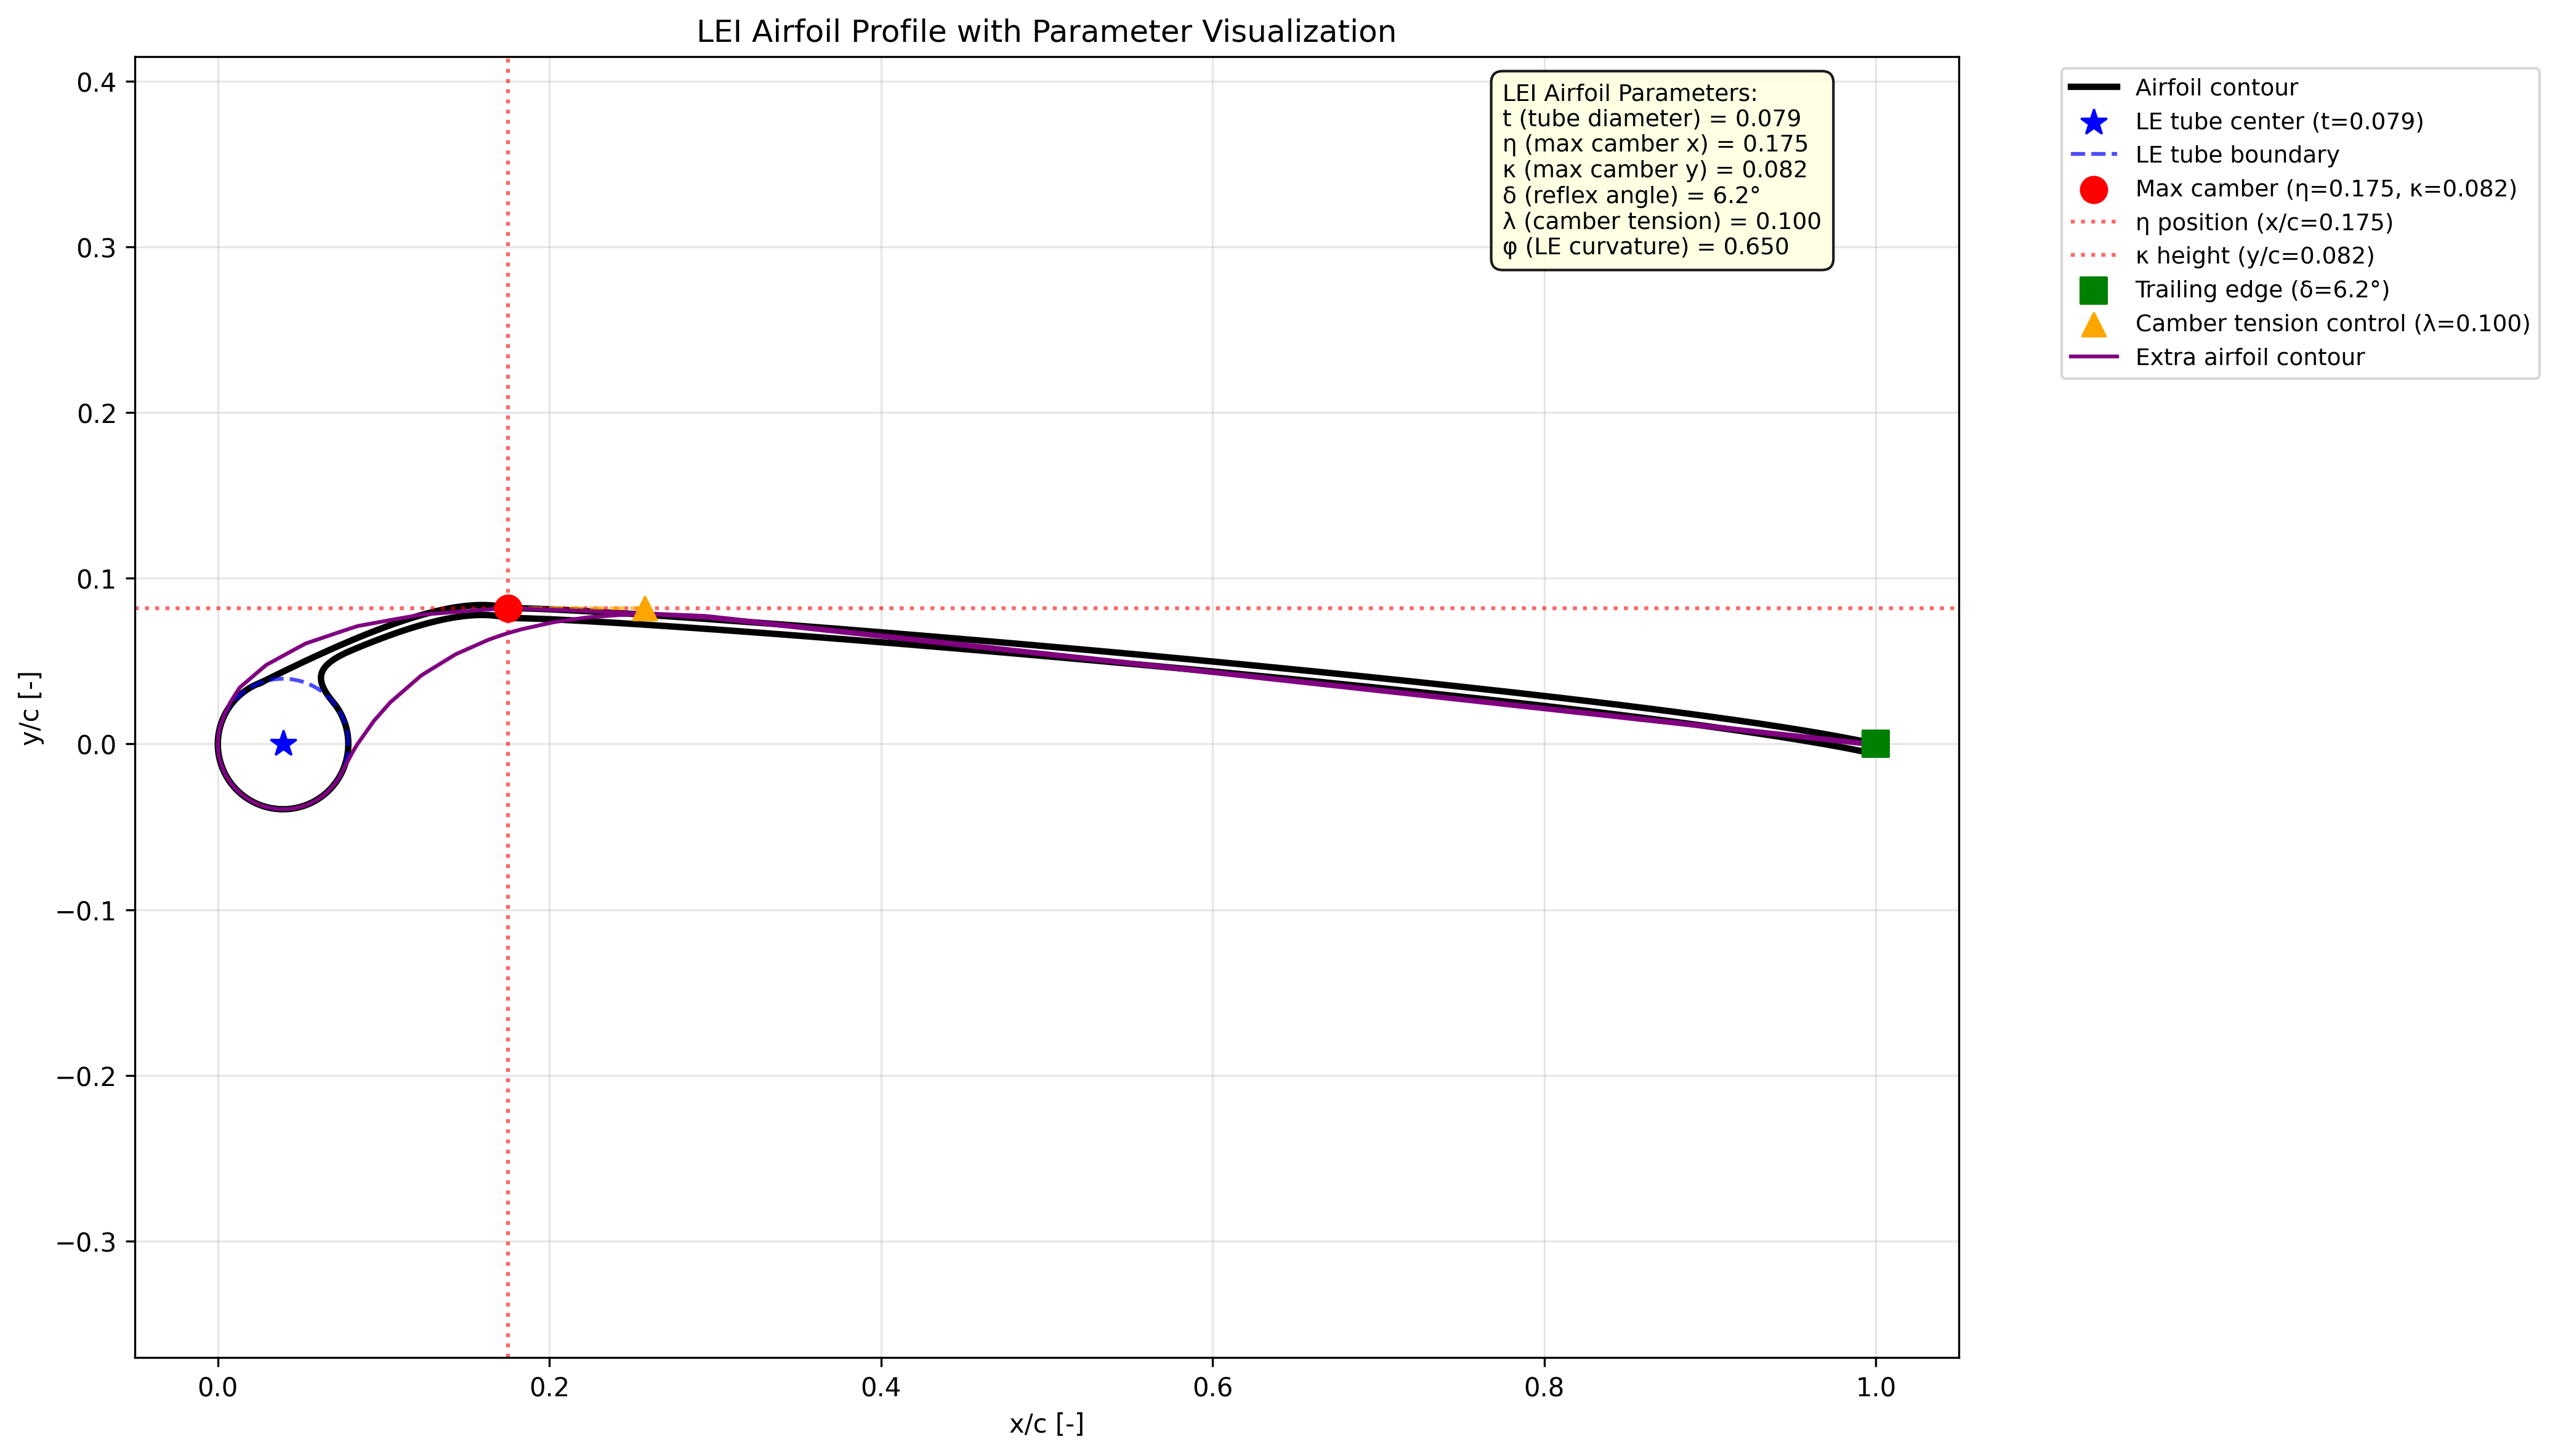 LEI Airfoil Profile with Parameter Visualization
LEI Airfoil Parameters:
t (tube diameter) = 0.079
η (max camber x) = 0.175
κ (max camber y) = 0.082
δ (reflex angle) = 6.2°
λ (camber tension) = 0.100
φ (LE curvature) = 0.650
Airfoil contour
LE tube center (t=0.079)
LE tube boundary
Max camber (η=0.175, κ=0.082)
η position (x/c=0.175)
κ height (y/c=0.082)
Trailing edge (δ=6.2°)
Camber tension control (λ=0.100)
Extra airfoil contour
y/c [-]
0.4
0.3
0.2
0.1
0.0
−0.1
−0.2
−0.3
0.0 0.2 0.4 0.6 0.8 1.0
x/c [-]